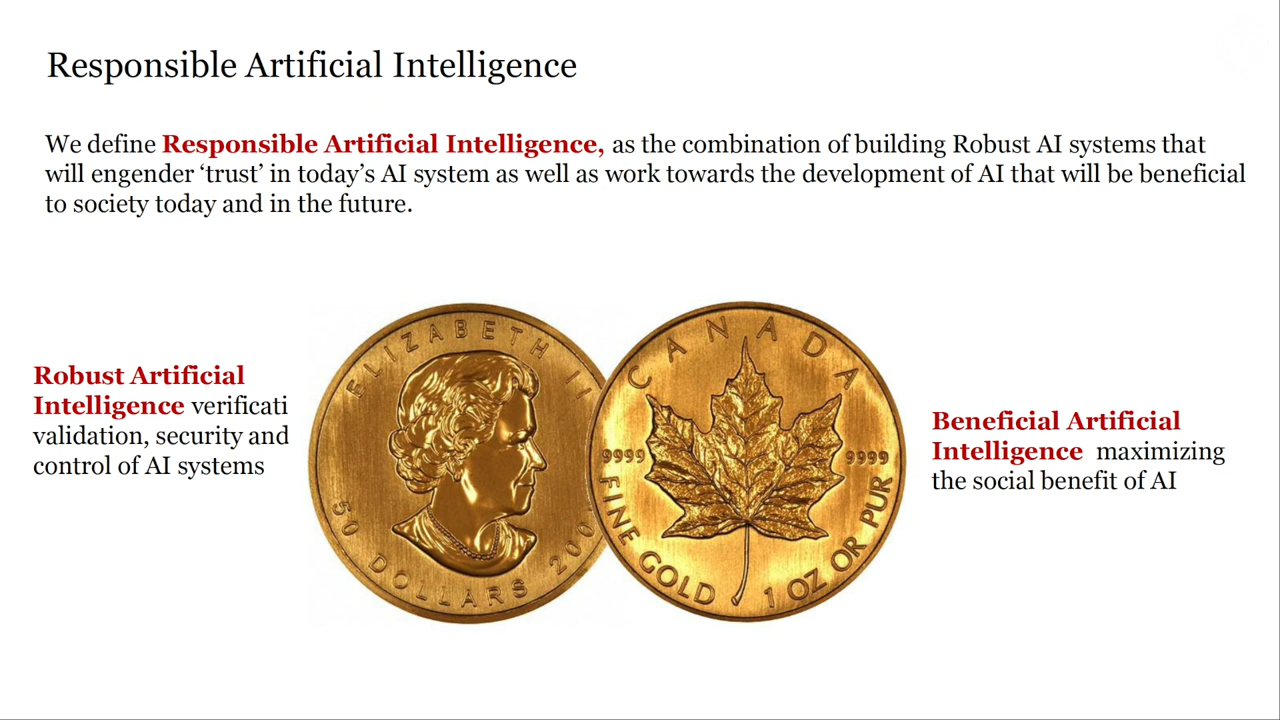 Responsible Artificial Intelligence
We define Responsible Artificial Intelligence, as the combination of building Robust AI systems that
will engender ‘trust’ in today’s AI system as well as work towards the development of AI that will be beneficial
to society today and in the future.
Robust Artificial
Intelligence verificati
validation, security and
control of AI systems
ELIZABETH II
50 DOLLARS 200
CANADA
9999 9999
FINE GOLD 1 OZ OR PUR
Beneficial Artificial
Intelligence maximizing
the social benefit of AI